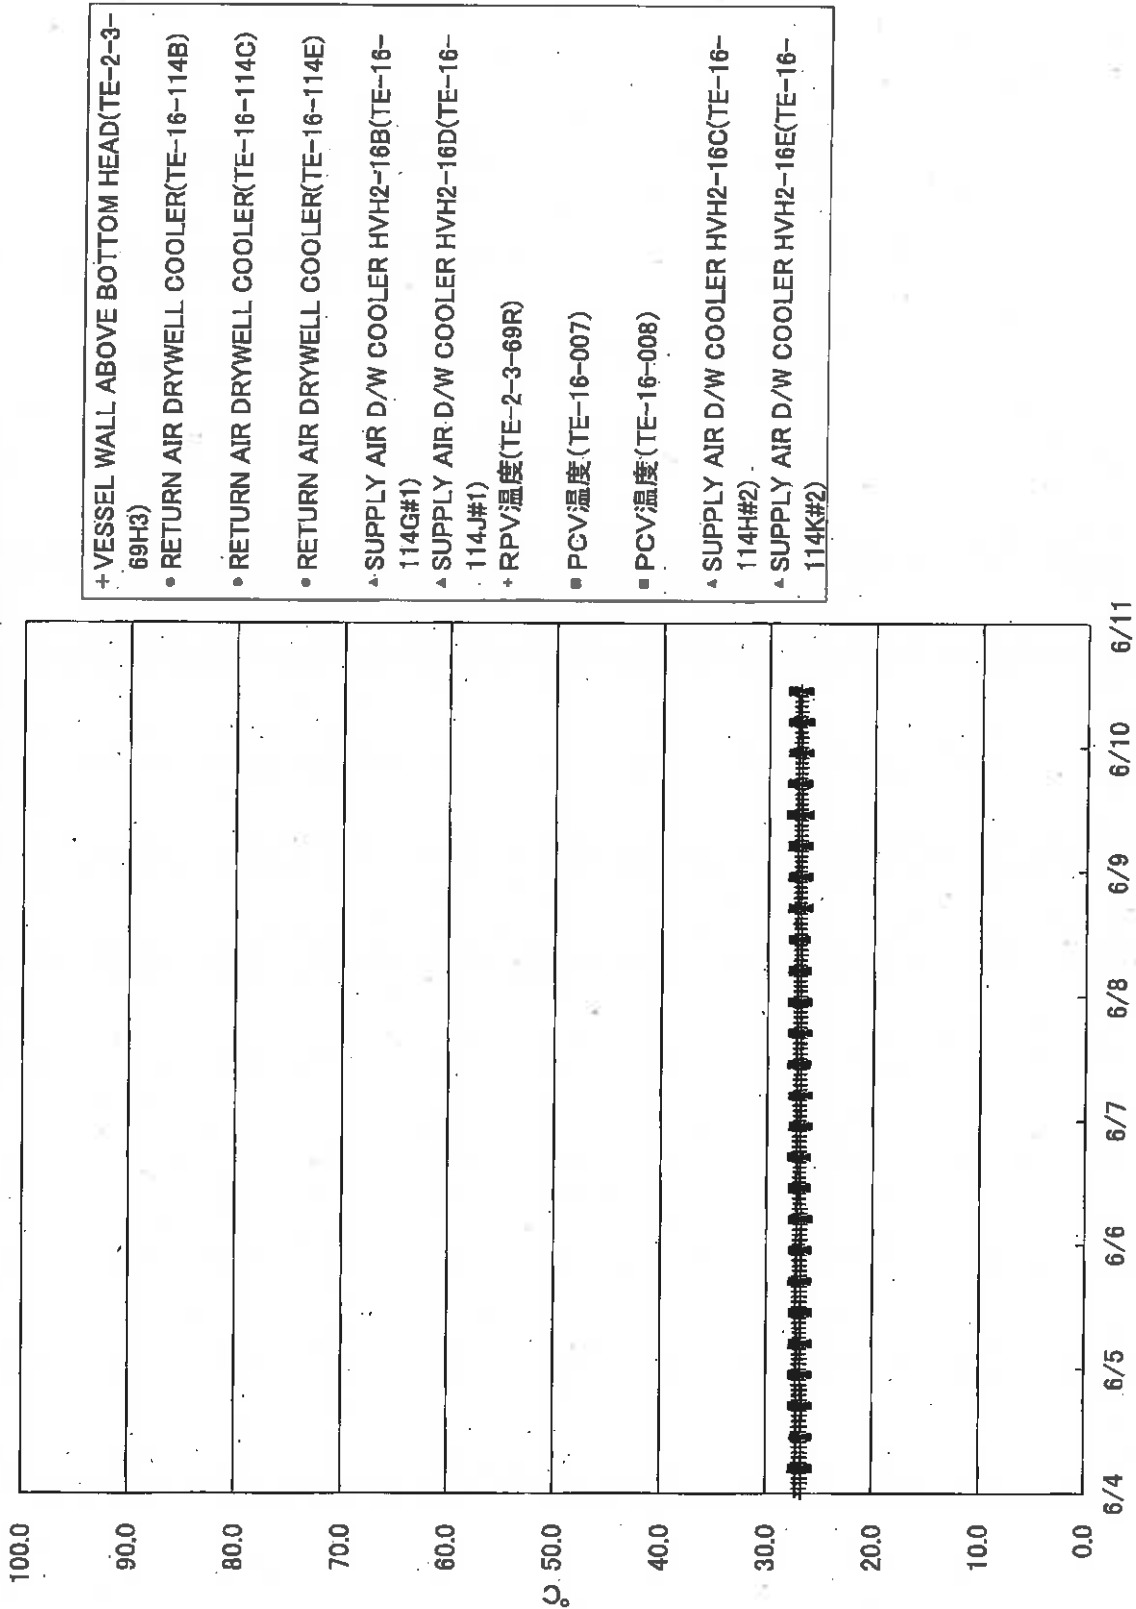 100.0
90.0
80.0
70.0
60.0
50.0
40.0
30.0
20.0
10.0
0.0
℃
6/4
6/5
6/6
6/7
6/8
6/9
6/10
6/11
+ VESSEL WALL ABOVE BOTTOM HEAD(TE-2-3-
69H3)
● RETURN AIR DRYWELL COOLER(TE-16-114B)
● RETURN AIR DRYWELL COOLER(TE-16-114C)
● RETURN AIR DRYWELL COOLER(TE-16-114E)
▲ SUPPLY AIR D/W COOLER HVH2-16B(TE-16-
114G#1)
▲ SUPPLY AIR D/W COOLER HVH2-16D(TE-16-
114J#1)
+ RPV温度(TE-2-3-69R)
■ PCV温度(TE-16-007)
■ PCV温度(TE-16-008)
▲ SUPPLY AIR D/W COOLER HVH2-16C(TE-16-
114H#2)
▲ SUPPLY AIR D/W COOLER HVH2-16E(TE-16-
114K#2)